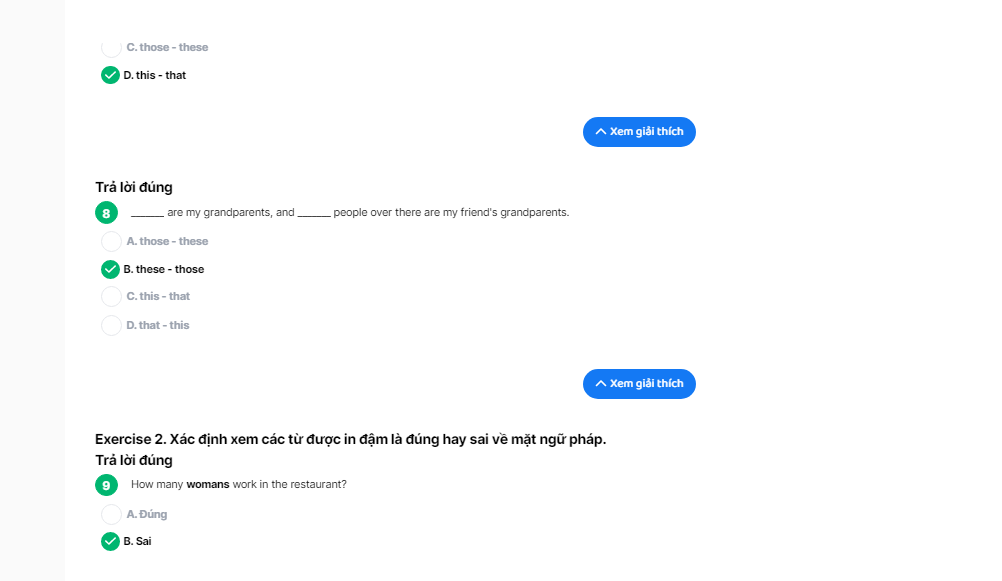 C. those - these
D. this - that
Xem giải thích
Trả lời đúng
8 ______ are my grandparents, and ______ people over there are my friend's grandparents.
A. those - these
B. these - those
C. this - that
D. that - this
Xem giải thích
Exercise 2. Xác định xem các từ được in đậm là đúng hay sai về mặt ngữ pháp.
Trả lời đúng
9 How many womans work in the restaurant?
A. Đúng
B. Sai